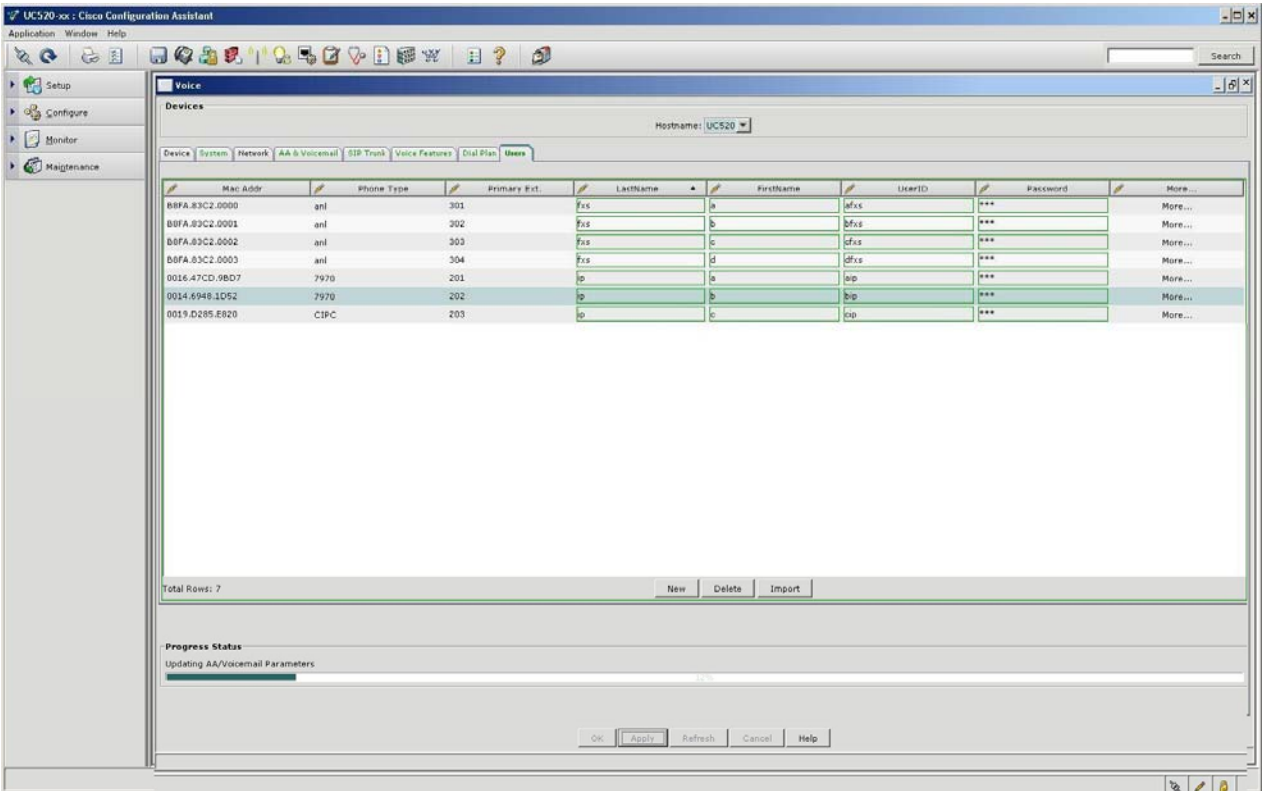 UC520-xx : Cisco Configuration Assistant
Application Window Help
Search
Setup
Configure
Monitor
Maintenance
Voice
Devices
Hostname: UC520
Device System Network AA & Voicemail SIP Trunk Voice Features Dial Plan Users
Mac Addr Phone Type Primary Ext. LastName FirstName UserID Password More...
B8FA.83C2.0000 anl 301 fxs a afxs *** More...
B8FA.83C2.0001 anl 302 fxs b bfxs *** More...
B8FA.83C2.0002 anl 303 fxs c cfxs *** More...
B8FA.83C2.0003 anl 304 fxs d dfxs *** More...
0016.47CD.9BD7 7970 201 ip a aip *** More...
0014.6948.1D52 7970 202 ip b bip *** More...
0019.D285.E820 CIPC 203 ip c cip *** More...
Total Rows: 7 New Delete Import
Progress Status
Updating AA/Voicemail Parameters
12%
OK Apply Refresh Cancel Help